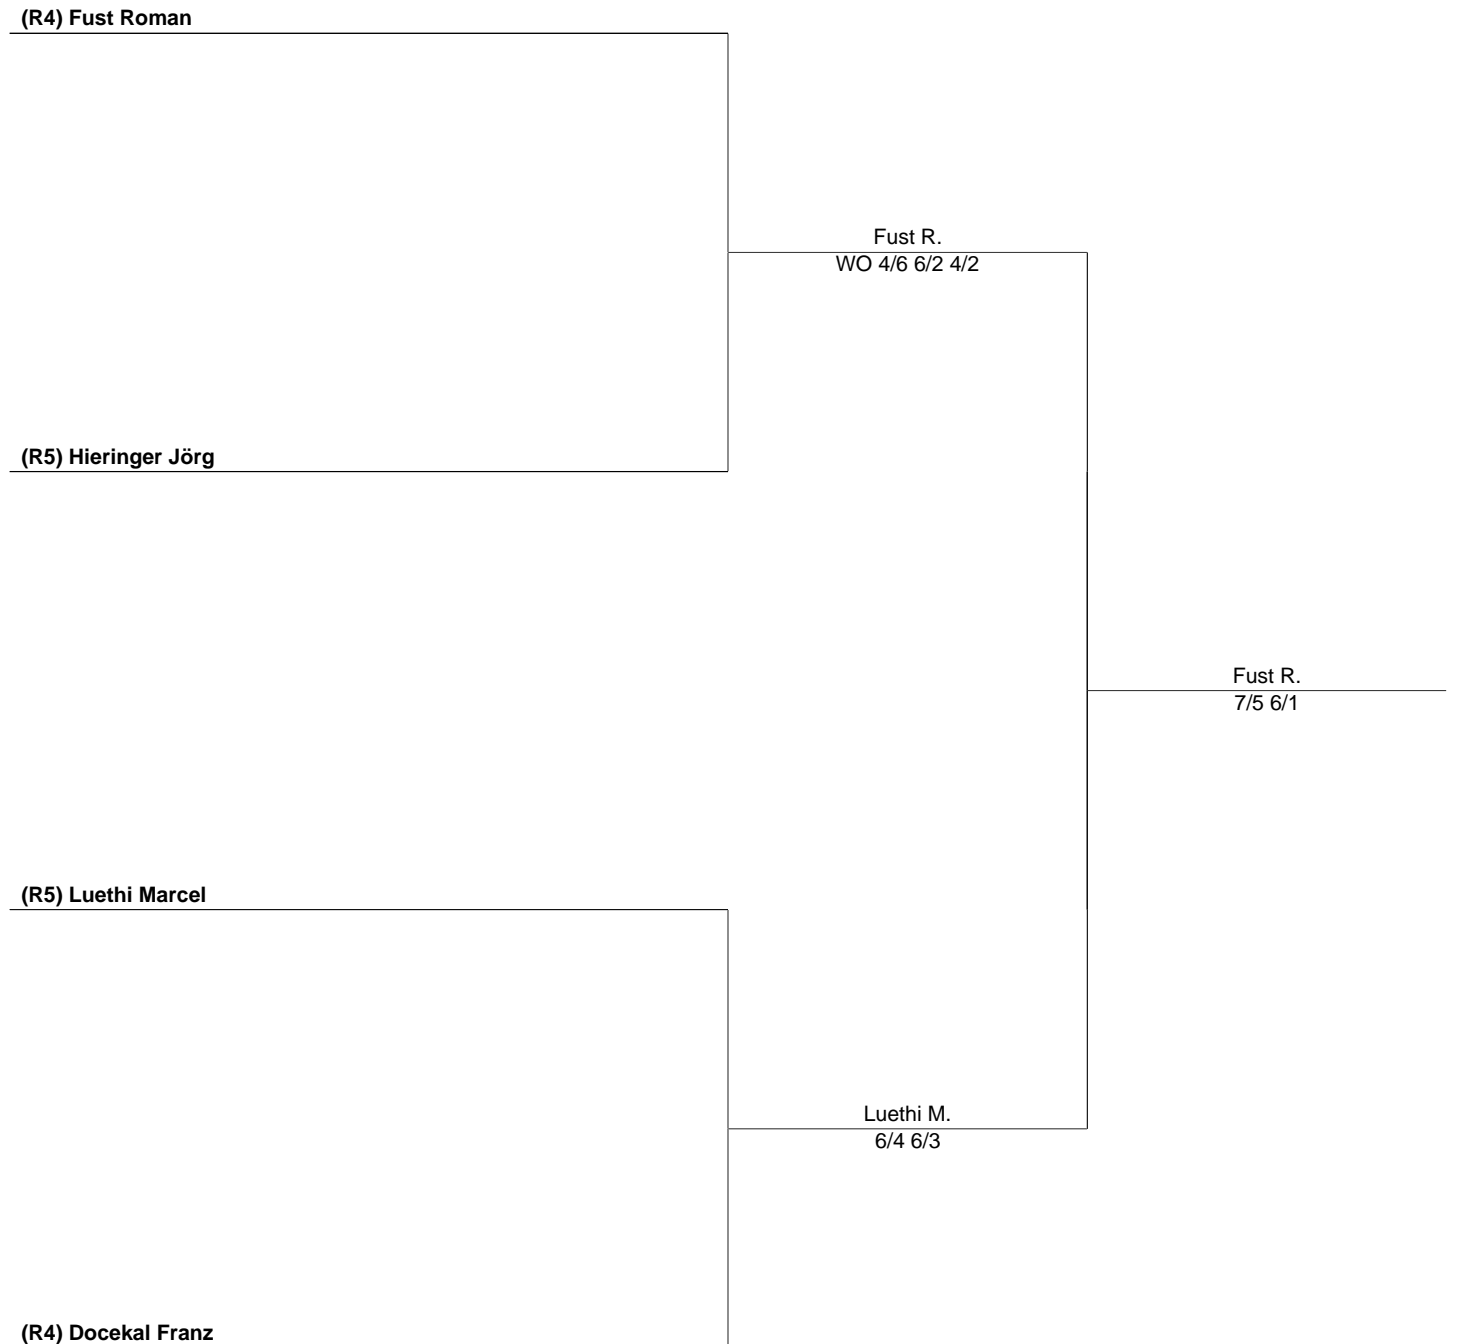 (R4) Fust Roman
Fust R.
WO 4/6 6/2 4/2
(R5) Hieringer Jörg
Fust R.
7/5 6/1
(R5) Luethi Marcel
Luethi M.
6/4 6/3
(R4) Docekal Franz